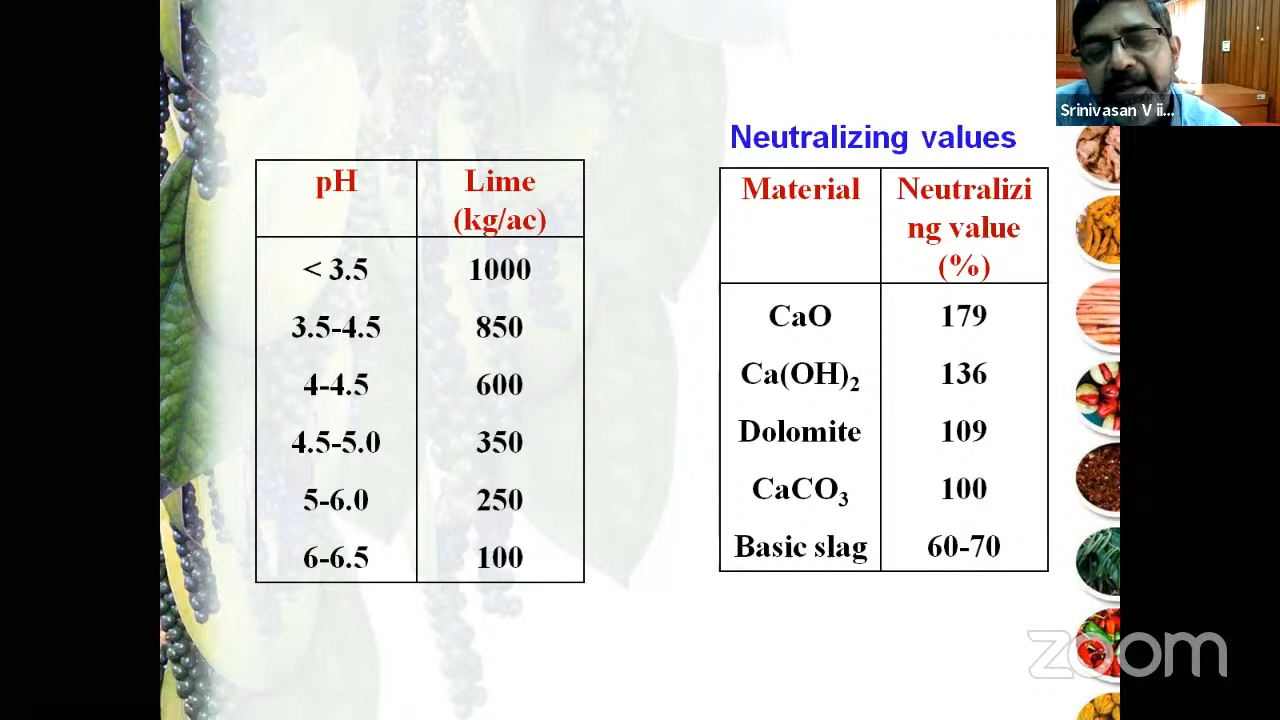 Srinivasan V ii...
Neutralizing values
pH Lime
(kg/ac)
< 3.5 1000
3.5-4.5 850
4-4.5 600
4.5-5.0 350
5-6.0 250
6-6.5 100
Material Neutralizi
ng value
(%)
CaO 179
Ca(OH)₂ 136
Dolomite 109
CaCO₃ 100
Basic slag 60-70
zoom